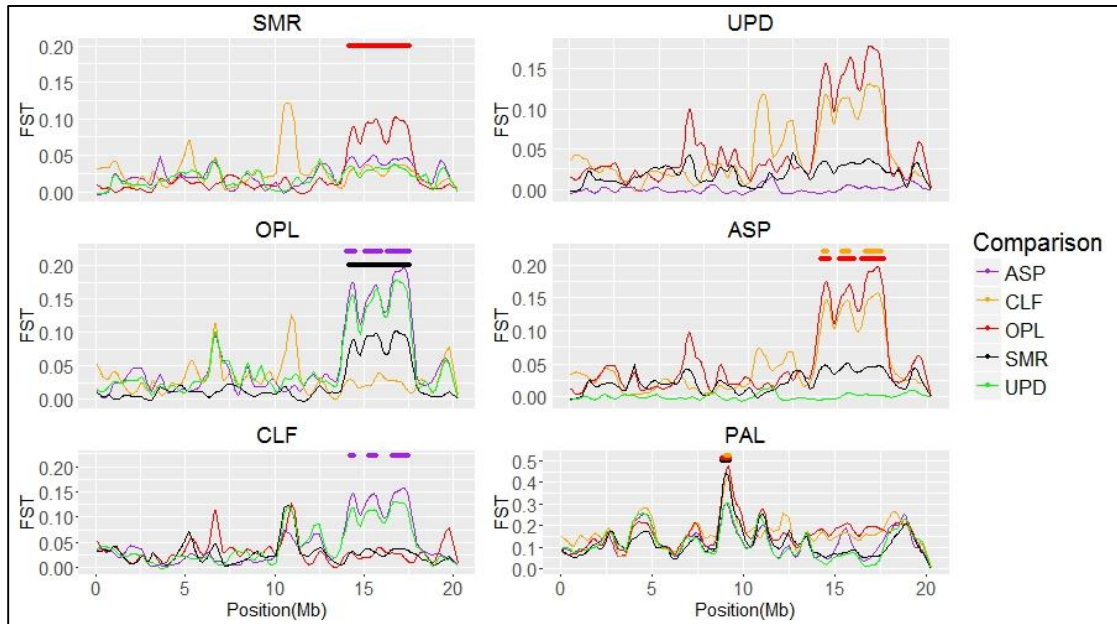 SMR
UPD
0.20
0.15
0.10
0.05
0.00
FST
0.15
0.10
0.05
0.00
FST
OPL
ASP
0.20
0.15
0.10
0.05
0.00
FST
0.20
0.15
0.10
0.05
0.00
FST
CLF
PAL
0.20
0.15
0.10
0.05
0.00
FST
0.5
0.4
0.3
0.2
0.1
0.0
FST
0 5 10 15 20
Position(Mb)
0 5 10 15 20
Position(Mb)
Comparison
ASP
CLF
OPL
SMR
UPD